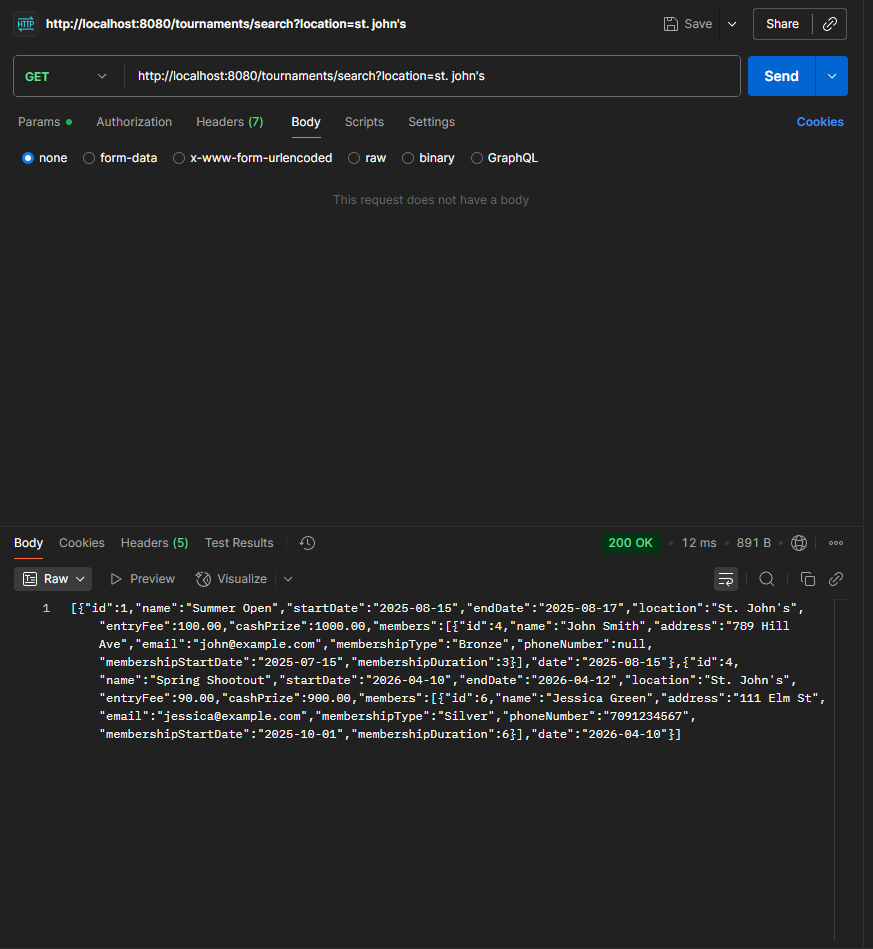 HTTP http://localhost:8080/tournaments/search?location=st. john's Save Share
GET http://localhost:8080/tournaments/search?location=st. john's Send
Params Authorization Headers (7) Body Scripts Settings Cookies
none form-data x-www-form-urlencoded raw binary GraphQL
This request does not have a body
Body Cookies Headers (5) Test Results 200 OK • 12 ms • 891 B
Raw Preview Visualize
1 [{"id":1,"name":"Summer Open","startDate":"2025-08-15","endDate":"2025-08-17","location":"St. John's",
"entryFee":100.00,"cashPrize":1000.00,"members":[{"id":4,"name":"John Smith","address":"789 Hill
Ave","email":"john@example.com","membershipType":"Bronze","phoneNumber":null,
"membershipStartDate":"2025-07-15","membershipDuration":3}],"date":"2025-08-15"},{"id":4,
"name":"Spring Shootout","startDate":"2026-04-10","endDate":"2026-04-12","location":"St. John's",
"entryFee":90.00,"cashPrize":900.00,"members":[{"id":6,"name":"Jessica Green","address":"111 Elm St",
"email":"jessica@example.com","membershipType":"Silver","phoneNumber":"7091234567",
"membershipStartDate":"2025-10-01","membershipDuration":6}],"date":"2026-04-10"}]